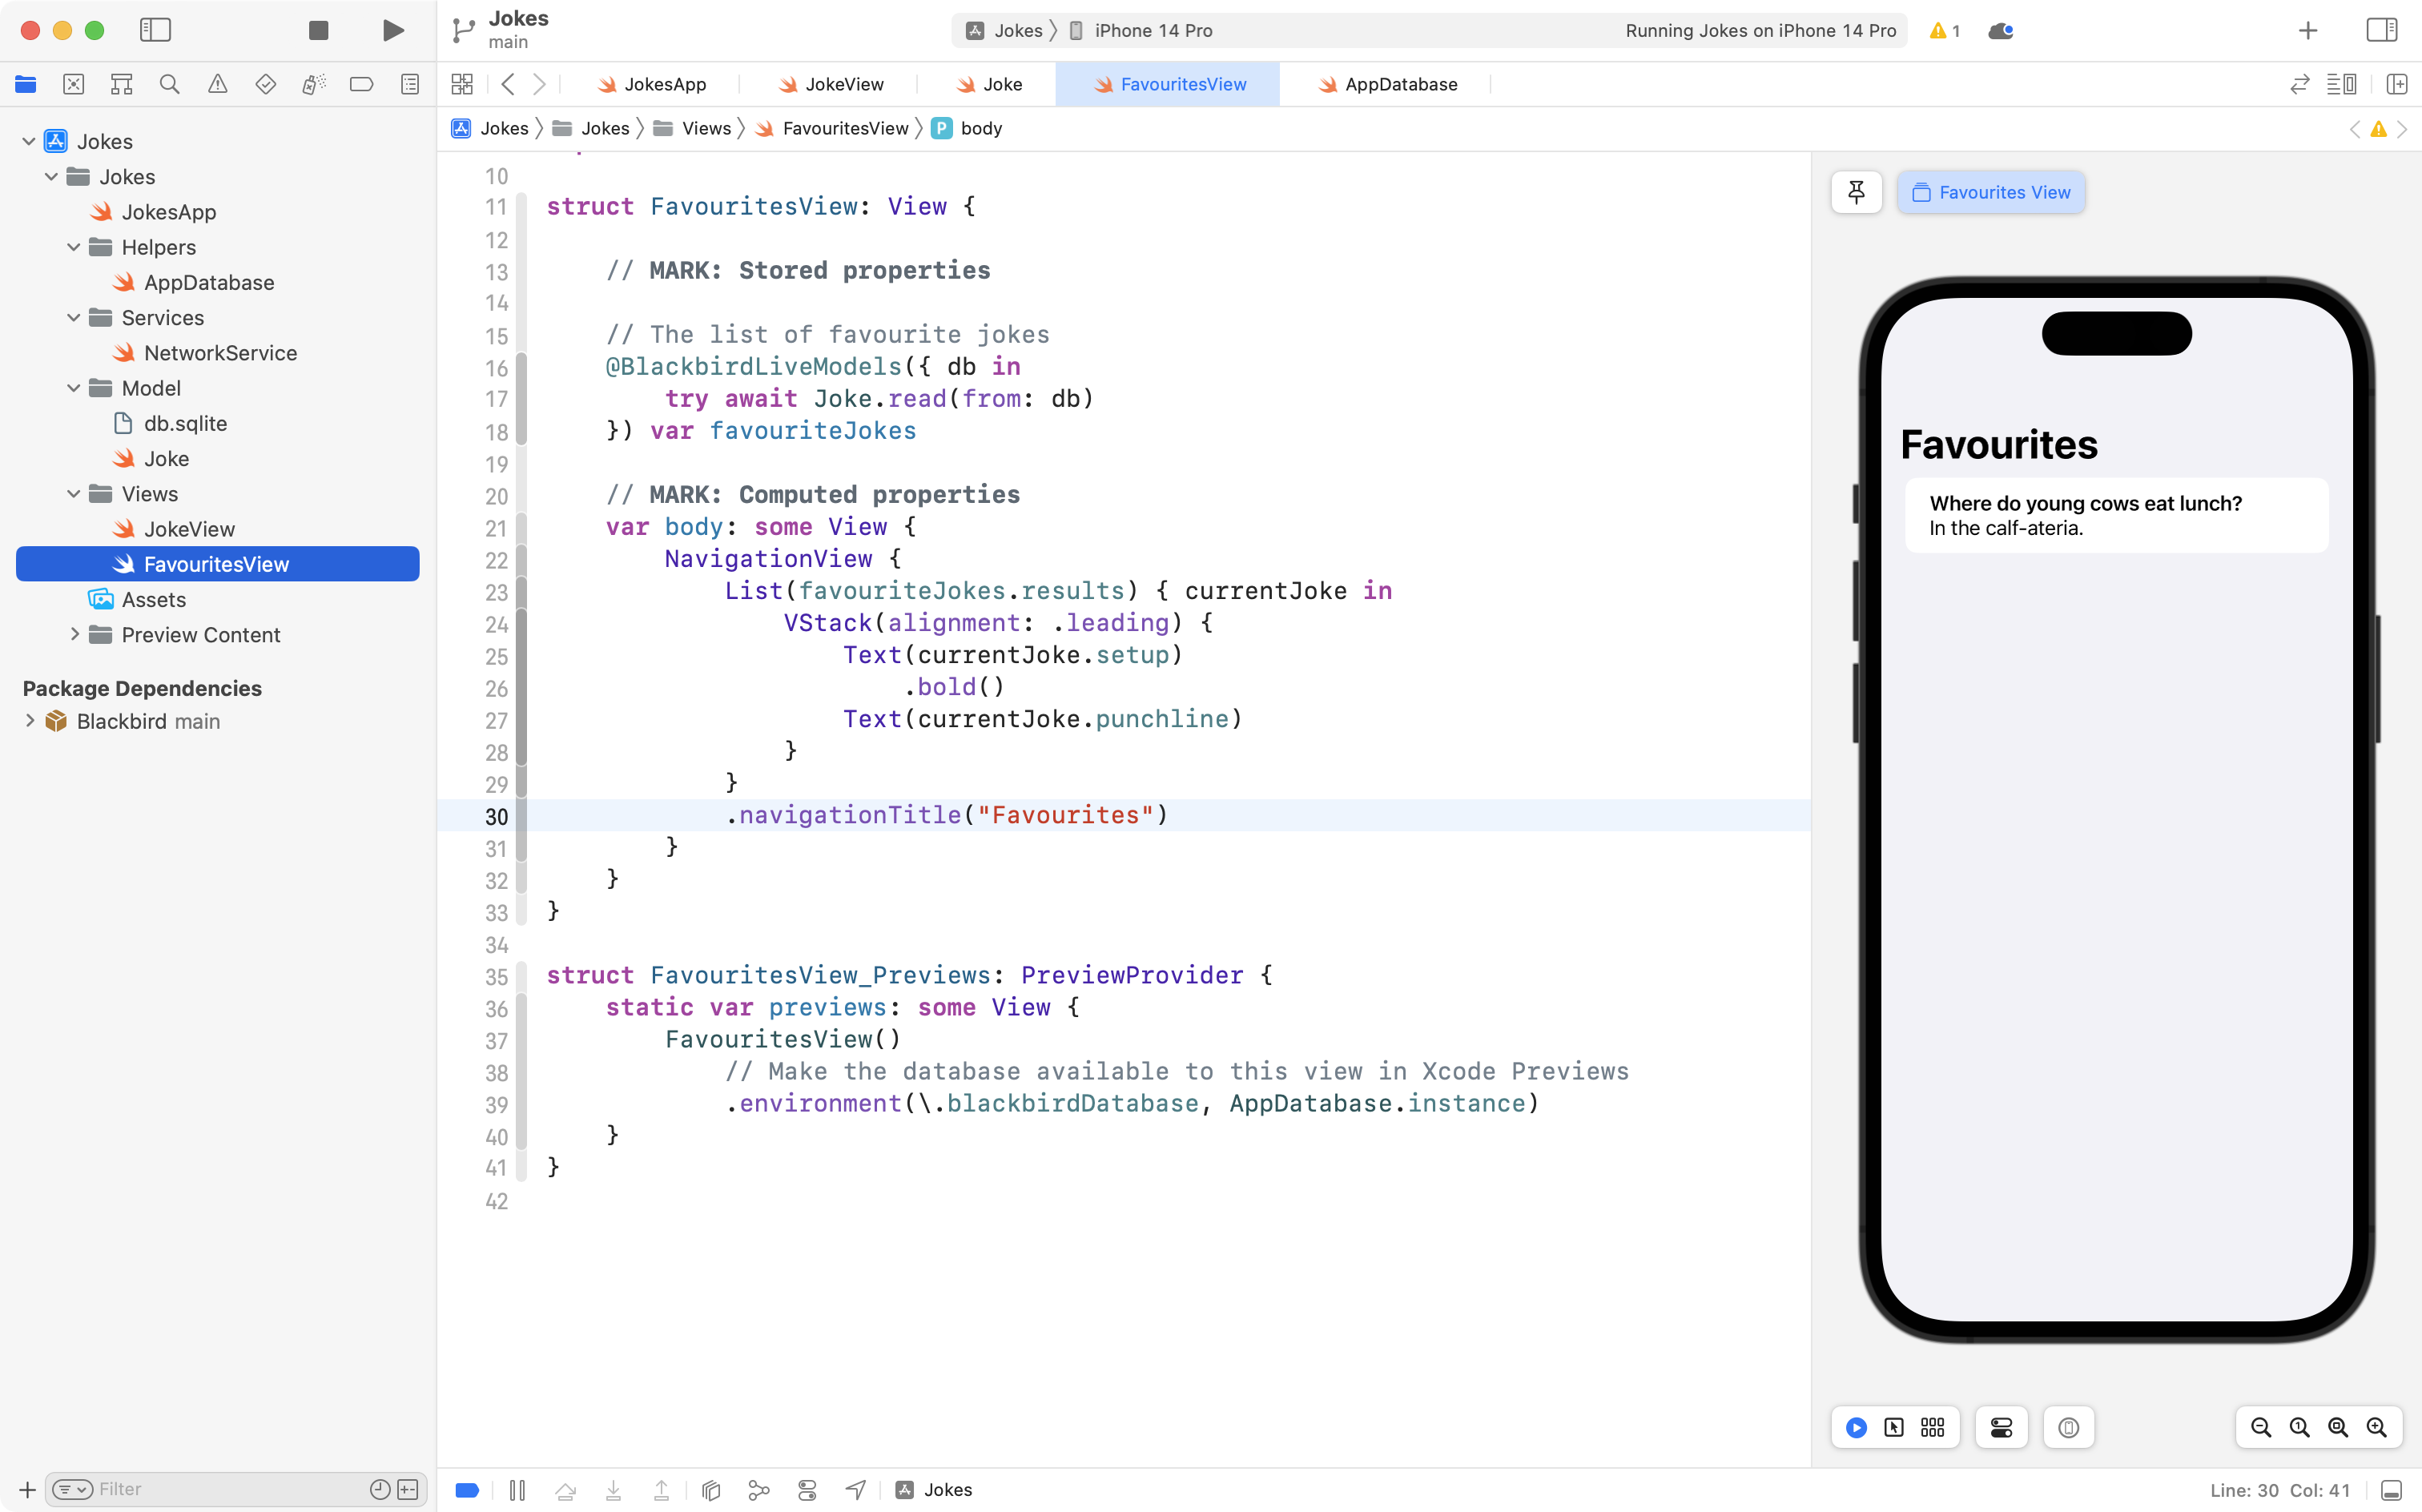 Jokes
main
Jokes
iPhone 14 Pro
Running Jokes on iPhone 14 Pro
1
JokesApp
JokeView
Joke
FavouritesView
AppDatabase
Jokes
Jokes
Views
FavouritesView
P
body
Jokes
Jokes
JokesApp
Helpers
AppDatabase
Services
NetworkService
Model
db.sqlite
Joke
Views
JokeView
FavouritesView
Assets
Preview Content
Package Dependencies
Blackbird main
Filter
10
11 struct FavouritesView: View {
12
13 // MARK: Stored properties
14
15 // The list of favourite jokes
16 @BlackbirdLiveModels({ db in
17 try await Joke.read(from: db)
18 }) var favouriteJokes
19
20 // MARK: Computed properties
21 var body: some View {
22 NavigationView {
23 List(favouriteJokes.results) { currentJoke in
24 VStack(alignment: .leading) {
25 Text(currentJoke.setup)
26 .bold()
27 Text(currentJoke.punchline)
28 }
29 }
30 .navigationTitle("Favourites")
31 }
32 }
33 }
34
35 struct FavouritesView_Previews: PreviewProvider {
36 static var previews: some View {
37 FavouritesView()
38 // Make the database available to this view in Xcode Previews
39 .environment(\.blackbirdDatabase, AppDatabase.instance)
40 }
41 }
42
Favourites View
Favourites
Where do young cows eat lunch?
In the calf-ateria.
Jokes
Line: 30 Col: 41